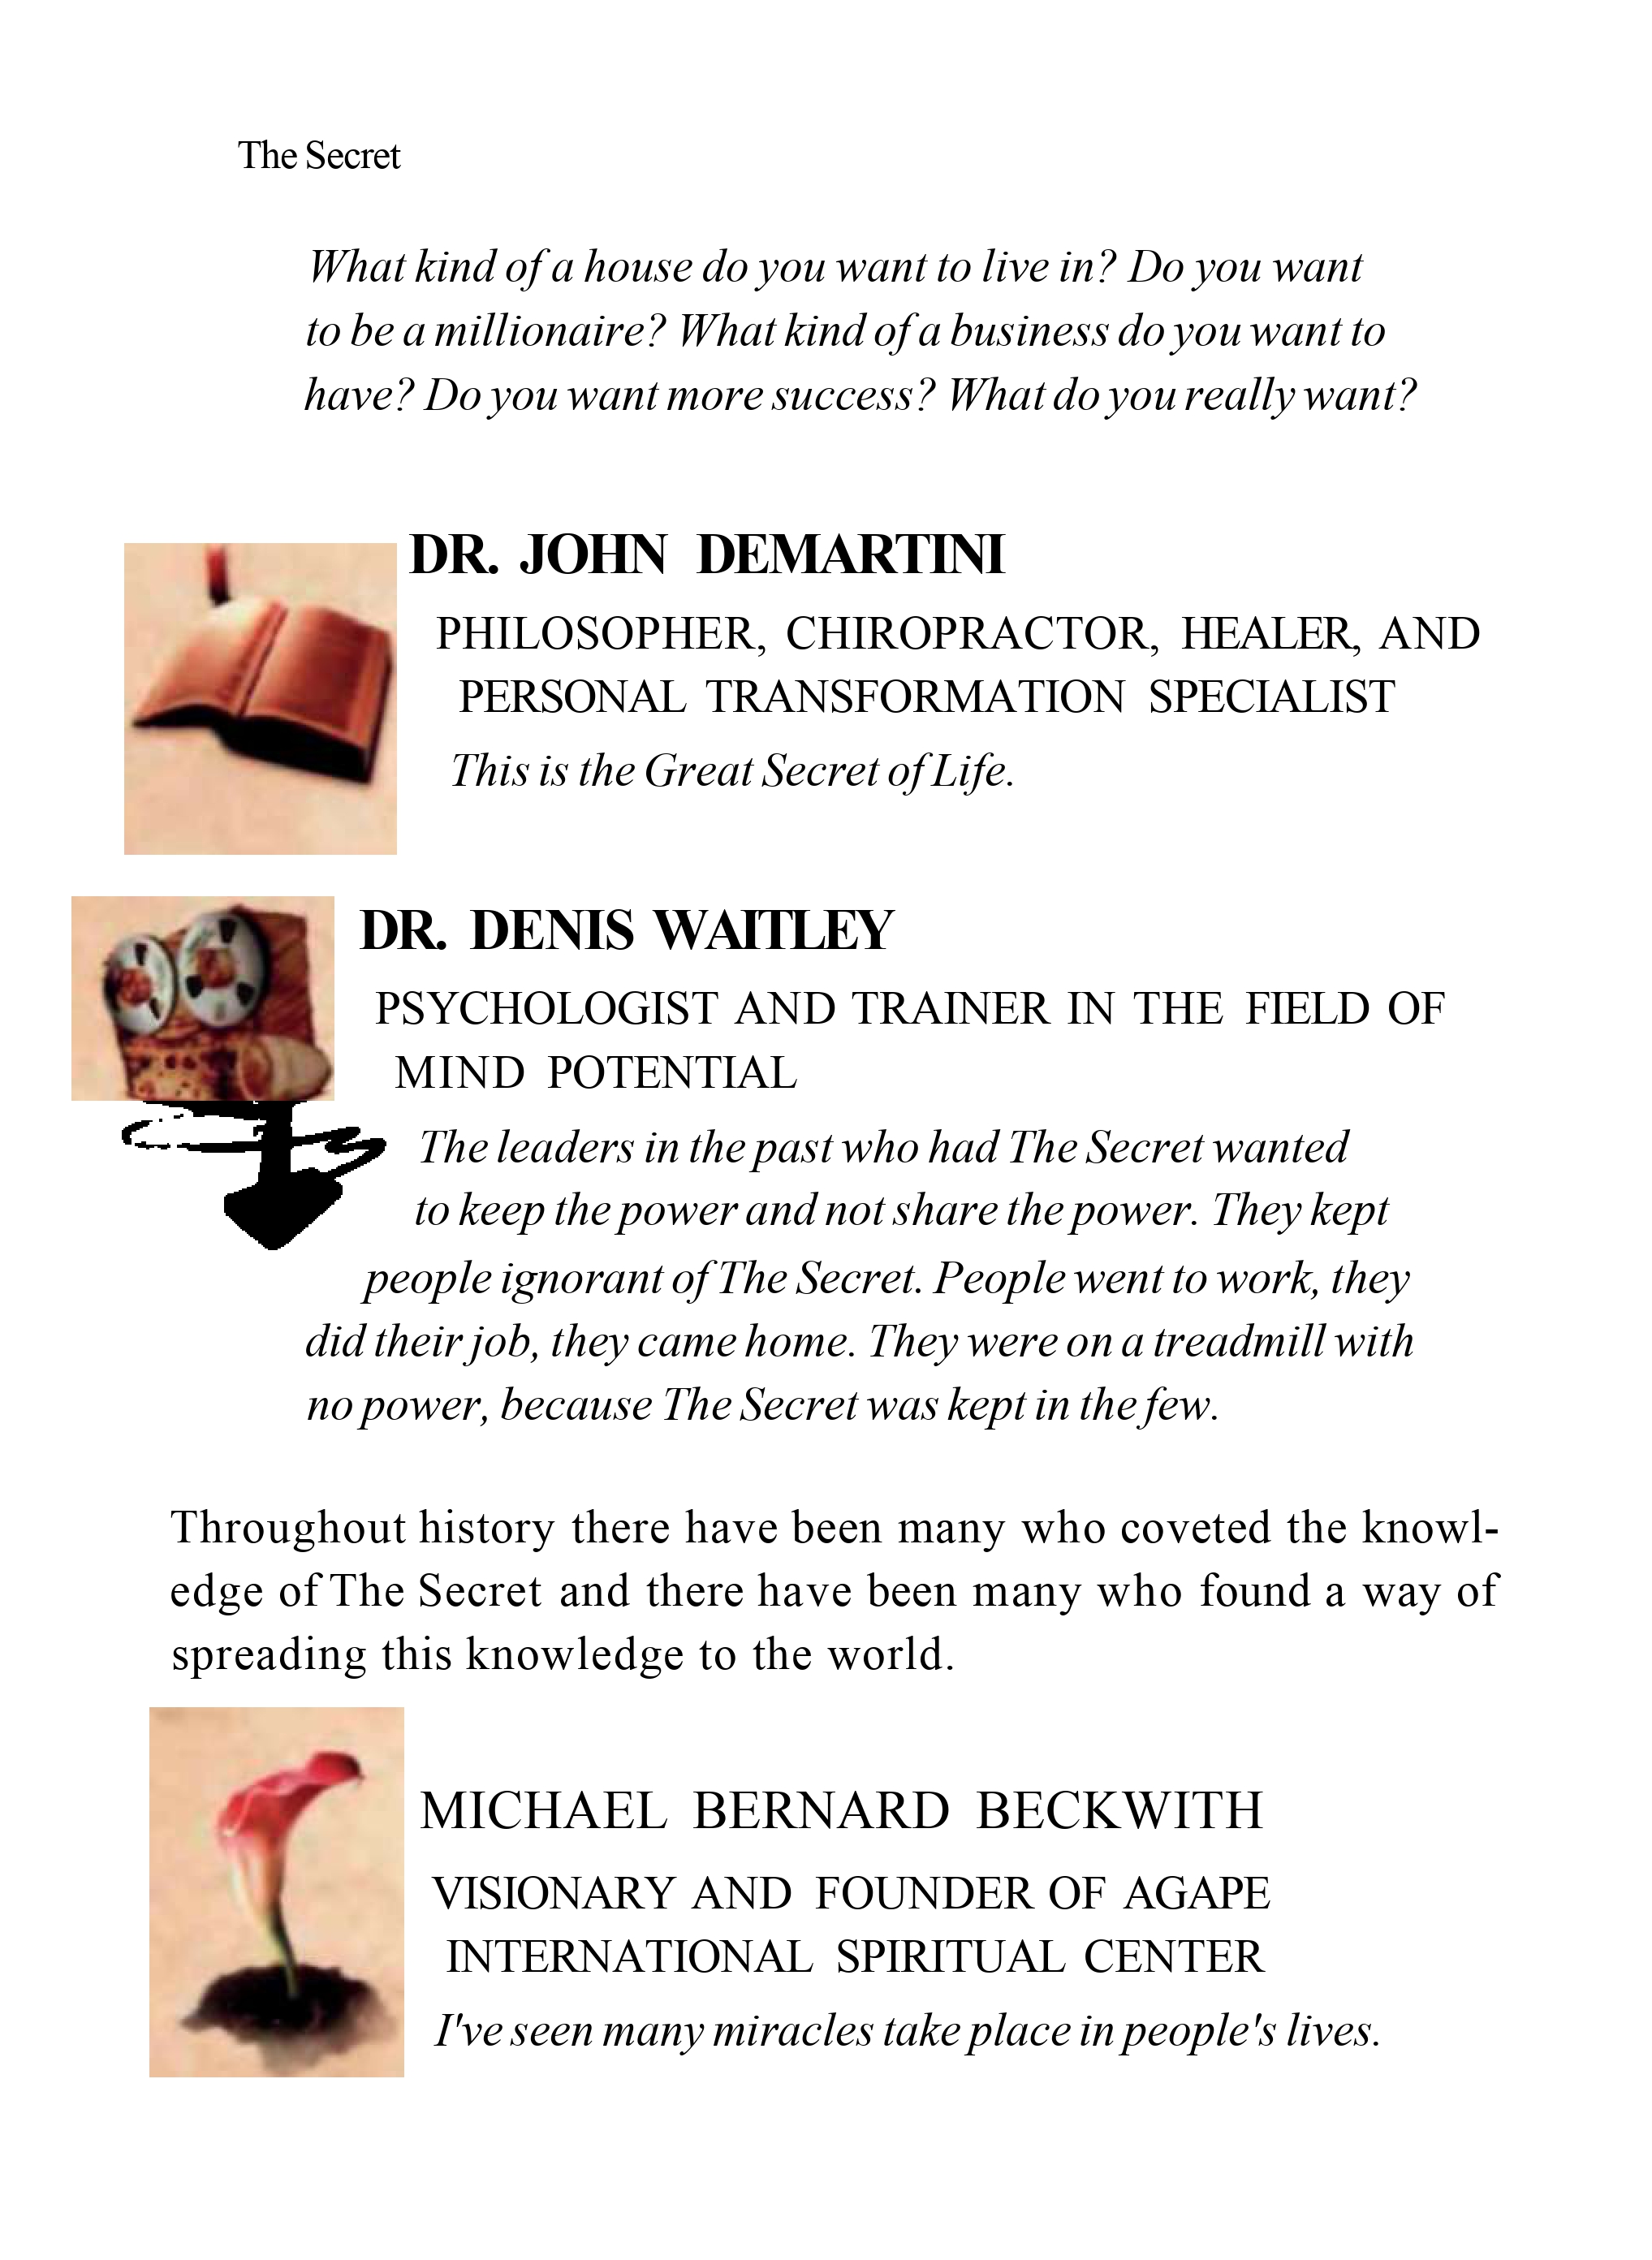 The Secret
What kind of a house do you want to live in? Do you want
to be a millionaire? What kind of a business do you want to
have? Do you want more success? What do you really want?
DR. JOHN DEMARTINI
PHILOSOPHER, CHIROPRACTOR, HEALER, AND
PERSONAL TRANSFORMATION SPECIALIST
This is the Great Secret of Life.
DR. DENIS WAITLEY
PSYCHOLOGIST AND TRAINER IN THE FIELD OF
MIND POTENTIAL
The leaders in the past who had The Secret wanted
to keep the power and not share the power. They kept
people ignorant of The Secret. People went to work, they
did their job, they came home. They were on a treadmill with
no power, because The Secret was kept in the few.
Throughout history there have been many who coveted the knowl-
edge of The Secret and there have been many who found a way of
spreading this knowledge to the world.
MICHAEL BERNARD BECKWITH
VISIONARY AND FOUNDER OF AGAPE
INTERNATIONAL SPIRITUAL CENTER
I've seen many miracles take place in people's lives.